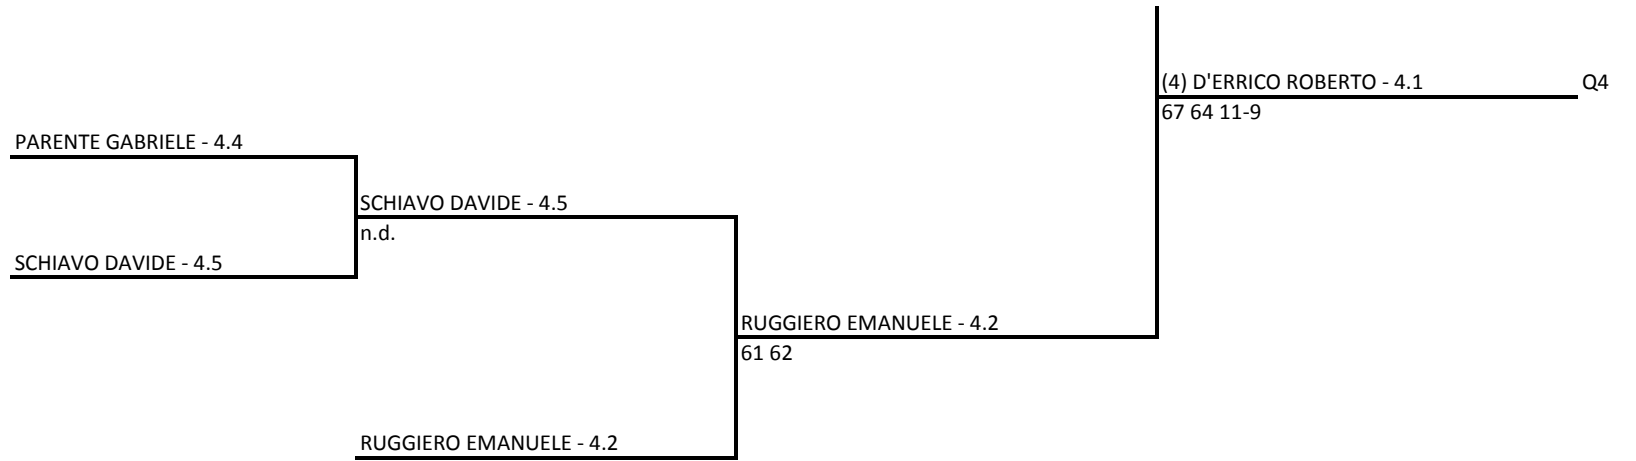 (4) D'ERRICO ROBERTO - 4.1
Q4
67 64 11-9
PARENTE GABRIELE - 4.4
SCHIAVO DAVIDE - 4.5
n.d.
SCHIAVO DAVIDE - 4.5
RUGGIERO EMANUELE - 4.2
61 62
RUGGIERO EMANUELE - 4.2